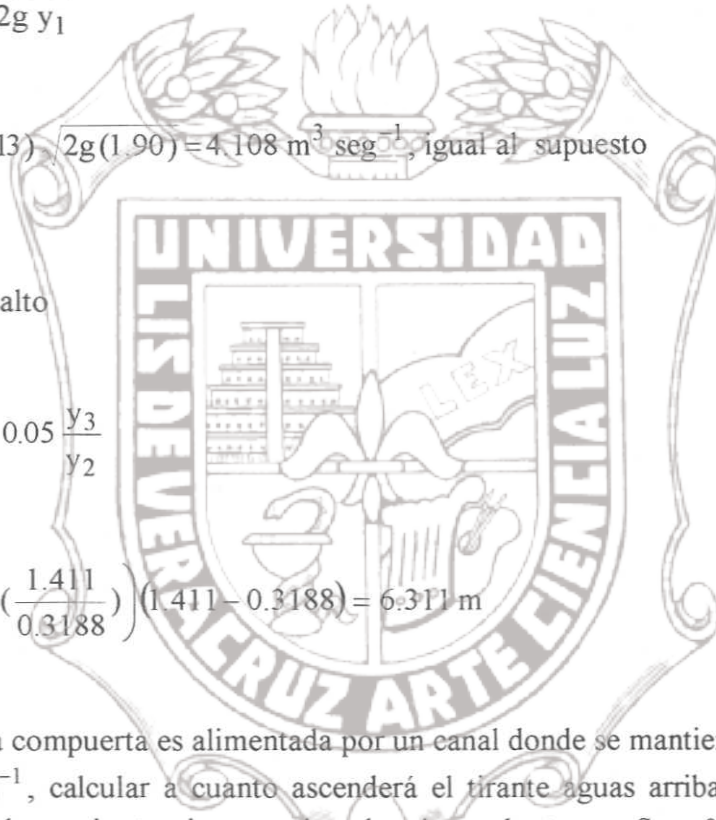 2g y₁
13) √2g(1.90) = 4.108 m³ seg⁻¹, igual al supuesto
alto
0.05 y₃/y₂
(1.411/0.3188)) (1.411 − 0.3188) = 6.311 m
compuerta es alimentada por un canal donde se mantie
⁻¹, calcular a cuanto ascenderá el tirante aguas arriba
UNIVERSIDAD
LIS DE VERACRUZ ARTE CIENCIA LUZ
LEX